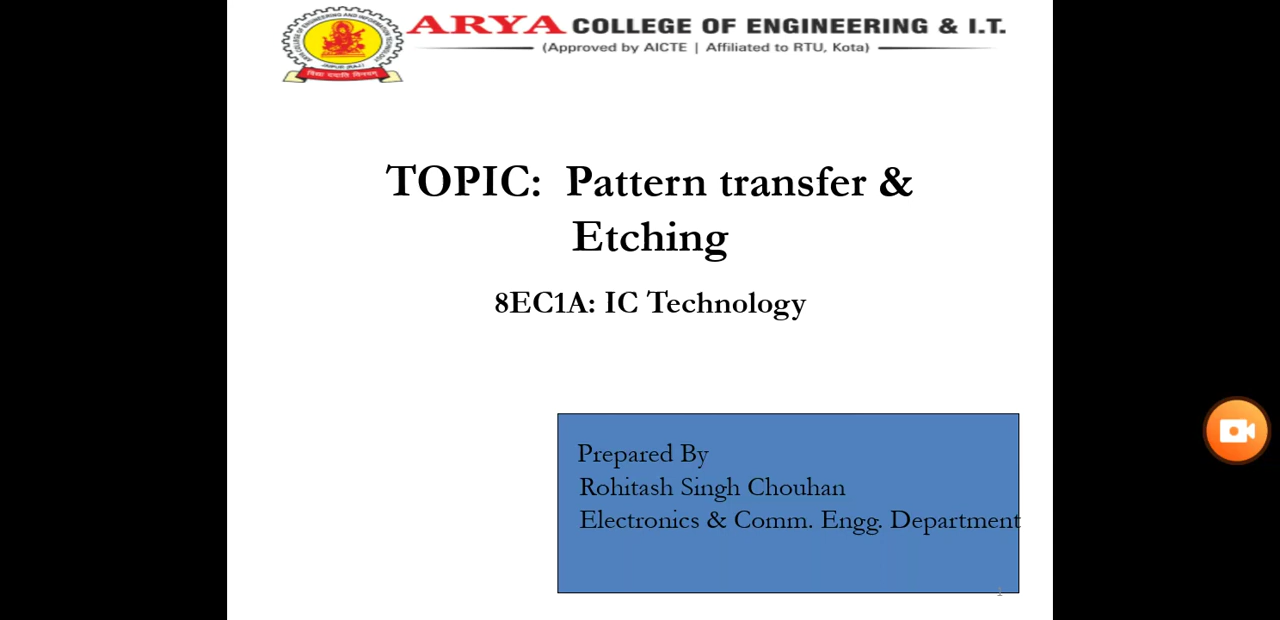 ARYA COLLEGE OF ENGINEERING & I.T.
(Approved by AICTE | Affiliated to RTU, Kota)
TOPIC: Pattern transfer &
Etching
8EC1A: IC Technology
Prepared By
Rohitash Singh Chouhan
Electronics & Comm. Engg. Department
1